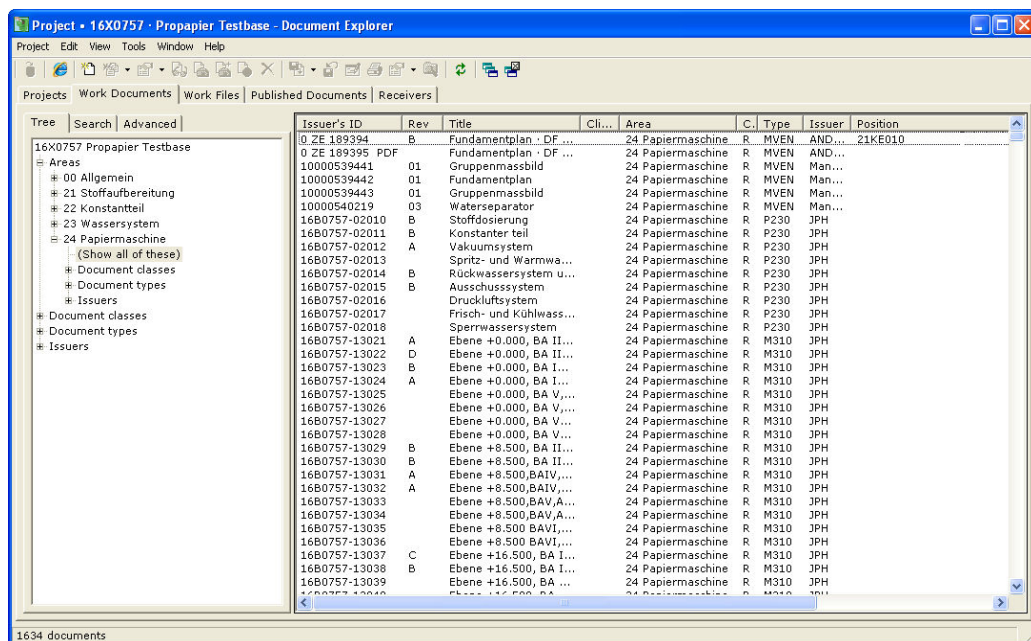 Project • 16X0757 · Propapier Testbase - Document Explorer
Project Edit View Tools Window Help
Projects Work Documents Work Files Published Documents Receivers
Tree Search Advanced
16X0757 Propapier Testbase
Areas
00 Allgemein
21 Stoffaufbereitung
22 Konstantteil
23 Wassersystem
24 Papiermaschine
(Show all of these)
Document classes
Document types
Issuers
Document classes
Document types
Issuers
Issuer's ID Rev Title Cli... Area C. Type Issuer Position
0 ZE 189394 B Fundamentplan · DF ... 24 Papiermaschine R MVEN AND... 21KE010
0 ZE 189395 PDF Fundamentplan · DF ... 24 Papiermaschine R MVEN AND...
10000539441 01 Gruppenmassbild 24 Papiermaschine R MVEN Man...
10000539442 01 Fundamentplan 24 Papiermaschine R MVEN Man...
10000539443 01 Gruppenmassbild 24 Papiermaschine R MVEN Man...
10000540219 03 Waterseparator 24 Papiermaschine R MVEN Man...
16B0757-02010 B Stoffdosierung 24 Papiermaschine R P230 JPH
16B0757-02011 B Konstanter teil 24 Papiermaschine R P230 JPH
16B0757-02012 A Vakuumsystem 24 Papiermaschine R P230 JPH
16B0757-02013 Spritz- und Warmwa... 24 Papiermaschine R P230 JPH
16B0757-02014 B Rückwassersystem u... 24 Papiermaschine R P230 JPH
16B0757-02015 B Ausschusssystem 24 Papiermaschine R P230 JPH
16B0757-02016 Druckluftsystem 24 Papiermaschine R P230 JPH
16B0757-02017 Frisch- und Kühlwass... 24 Papiermaschine R P230 JPH
16B0757-02018 Sperrwassersystem 24 Papiermaschine R P230 JPH
16B0757-13021 A Ebene +0.000, BA II... 24 Papiermaschine R M310 JPH
16B0757-13022 D Ebene +0.000, BA II... 24 Papiermaschine R M310 JPH
16B0757-13023 B Ebene +0.000, BA I... 24 Papiermaschine R M310 JPH
16B0757-13024 A Ebene +0.000, BA I... 24 Papiermaschine R M310 JPH
16B0757-13025 Ebene +0.000, BA V,... 24 Papiermaschine R M310 JPH
16B0757-13026 Ebene +0.000, BA V,... 24 Papiermaschine R M310 JPH
16B0757-13027 Ebene +0.000, BA V... 24 Papiermaschine R M310 JPH
16B0757-13028 Ebene +0.000, BA V... 24 Papiermaschine R M310 JPH
16B0757-13029 B Ebene +8.500, BA II... 24 Papiermaschine R M310 JPH
16B0757-13030 B Ebene +8.500, BA II... 24 Papiermaschine R M310 JPH
16B0757-13031 A Ebene +8.500,BAIV,... 24 Papiermaschine R M310 JPH
16B0757-13032 A Ebene +8.500,BAIV,... 24 Papiermaschine R M310 JPH
16B0757-13033 Ebene +8.500,BAV,A... 24 Papiermaschine R M310 JPH
16B0757-13034 Ebene +8.500,BAV,A... 24 Papiermaschine R M310 JPH
16B0757-13035 Ebene +8.500 BAVI,... 24 Papiermaschine R M310 JPH
16B0757-13036 Ebene +8.500 BAVI,... 24 Papiermaschine R M310 JPH
16B0757-13037 C Ebene +16.500, BA I... 24 Papiermaschine R M310 JPH
16B0757-13038 B Ebene +16.500, BA I... 24 Papiermaschine R M310 JPH
16B0757-13039 Ebene +16.500, BA ... 24 Papiermaschine R M310 JPH
1634 documents